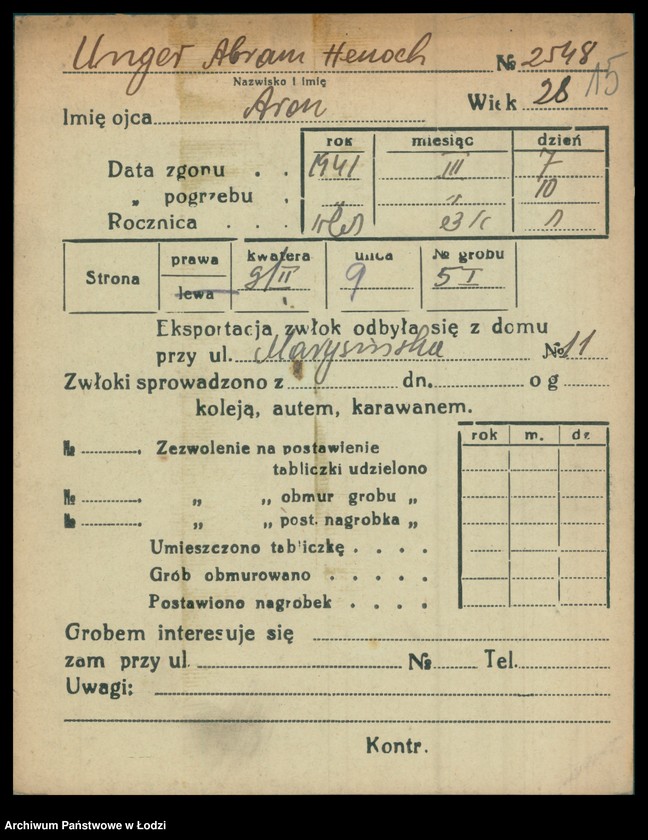 Unger Abram Henoch № 2548
15
Nazwisko i imię
Imię ojca Aron Wiek 28
rok miesiąc dzień
Data zgonu . . 1941 III 7
„ pogrzebu . „ 10
Rocznica . . .
Strona prawa lewa kwatera ulica № grobu
9 5 I
Eksportacja zwłok odbyła się z domu
przy ul. Marysińska № 11
Zwłoki sprowadzono z dn. o g
koleją, autem, karawanem.
rok m. dz
№ Zezwolenie na postawienie
tabliczki udzielono
№ „ „ obmur grobu „
№ „ „ post. nagrobka „
Umieszczono tabliczkę . . . .
Grób obmurowano . . . .
Postawiono nagrobek . . . .
Grobem interesuje się
zam przy ul. № Tel.
Uwagi:
Kontr.
Archiwum Państwowe w Łodzi